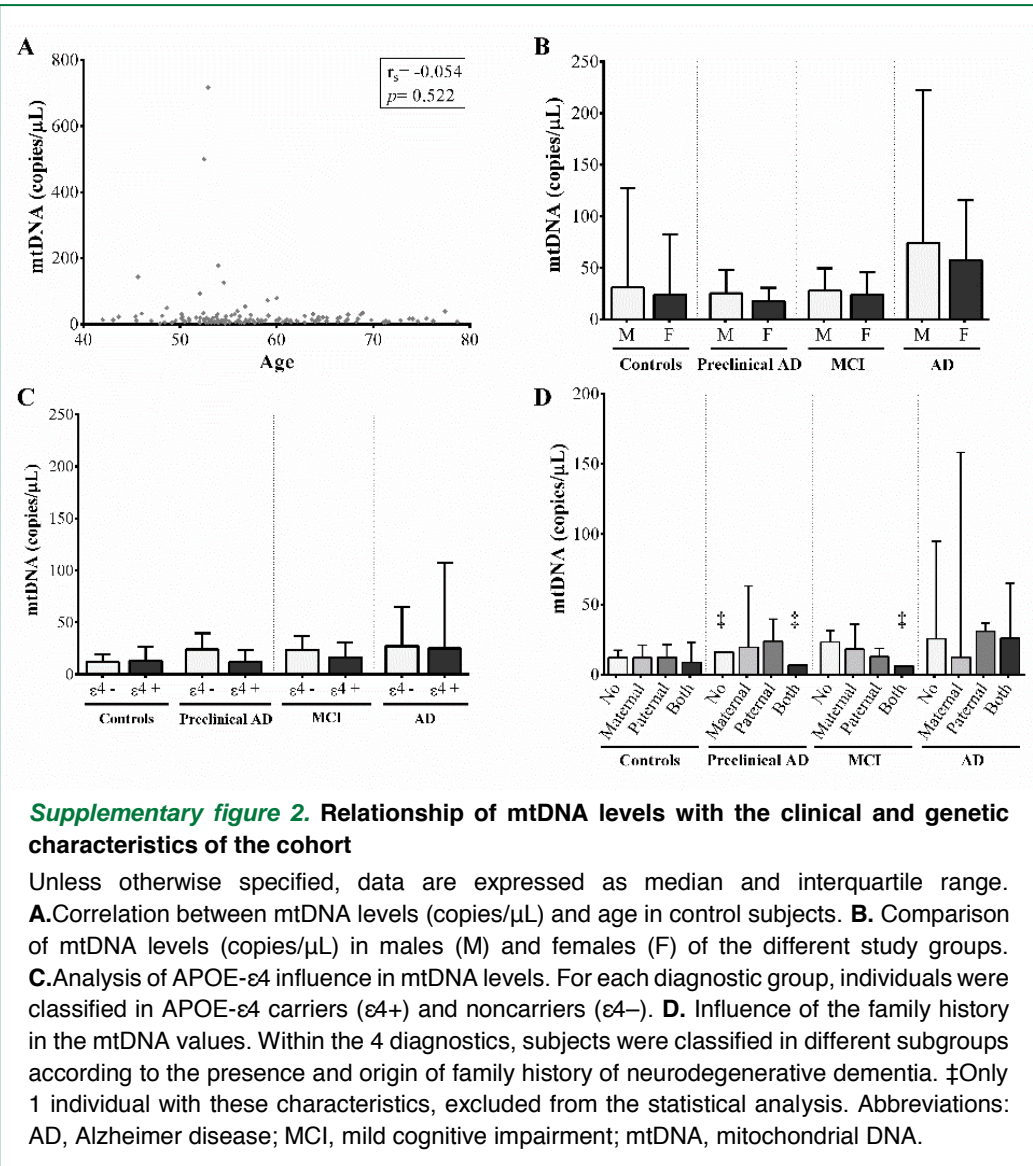 A
B
800
600
400
200
0
mtDNA (copies/µL)
rs= -0.054
p= 0.522
40 50 60 70 80
Age
250
200
150
100
50
0
mtDNA (copies/µL)
M F M F M F M F
Controls Preclinical AD MCI AD
C
D
250
200
150
100
50
0
mtDNA (copies/µL)
ε4 - ε4 + ε4 - ε4 + ε4 - ε4 + ε4 - ε4 +
Controls Preclinical AD MCI AD
200
150
100
50
0
mtDNA (copies/µL)
‡ ‡ ‡
No Maternal Paternal Both No Maternal Paternal Both No Maternal Paternal Both No Maternal Paternal Both
Controls Preclinical AD MCI AD
Supplementary figure 2. Relationship of mtDNA levels with the clinical and genetic
characteristics of the cohort
Unless otherwise specified, data are expressed as median and interquartile range.
A.Correlation between mtDNA levels (copies/µL) and age in control subjects. B. Comparison
of mtDNA levels (copies/µL) in males (M) and females (F) of the different study groups.
C.Analysis of APOE-ε4 influence in mtDNA levels. For each diagnostic group, individuals were
classified in APOE-ε4 carriers (ε4+) and noncarriers (ε4–). D. Influence of the family history
in the mtDNA values. Within the 4 diagnostics, subjects were classified in different subgroups
according to the presence and origin of family history of neurodegenerative dementia. ‡Only
1 individual with these characteristics, excluded from the statistical analysis. Abbreviations:
AD, Alzheimer disease; MCI, mild cognitive impairment; mtDNA, mitochondrial DNA.